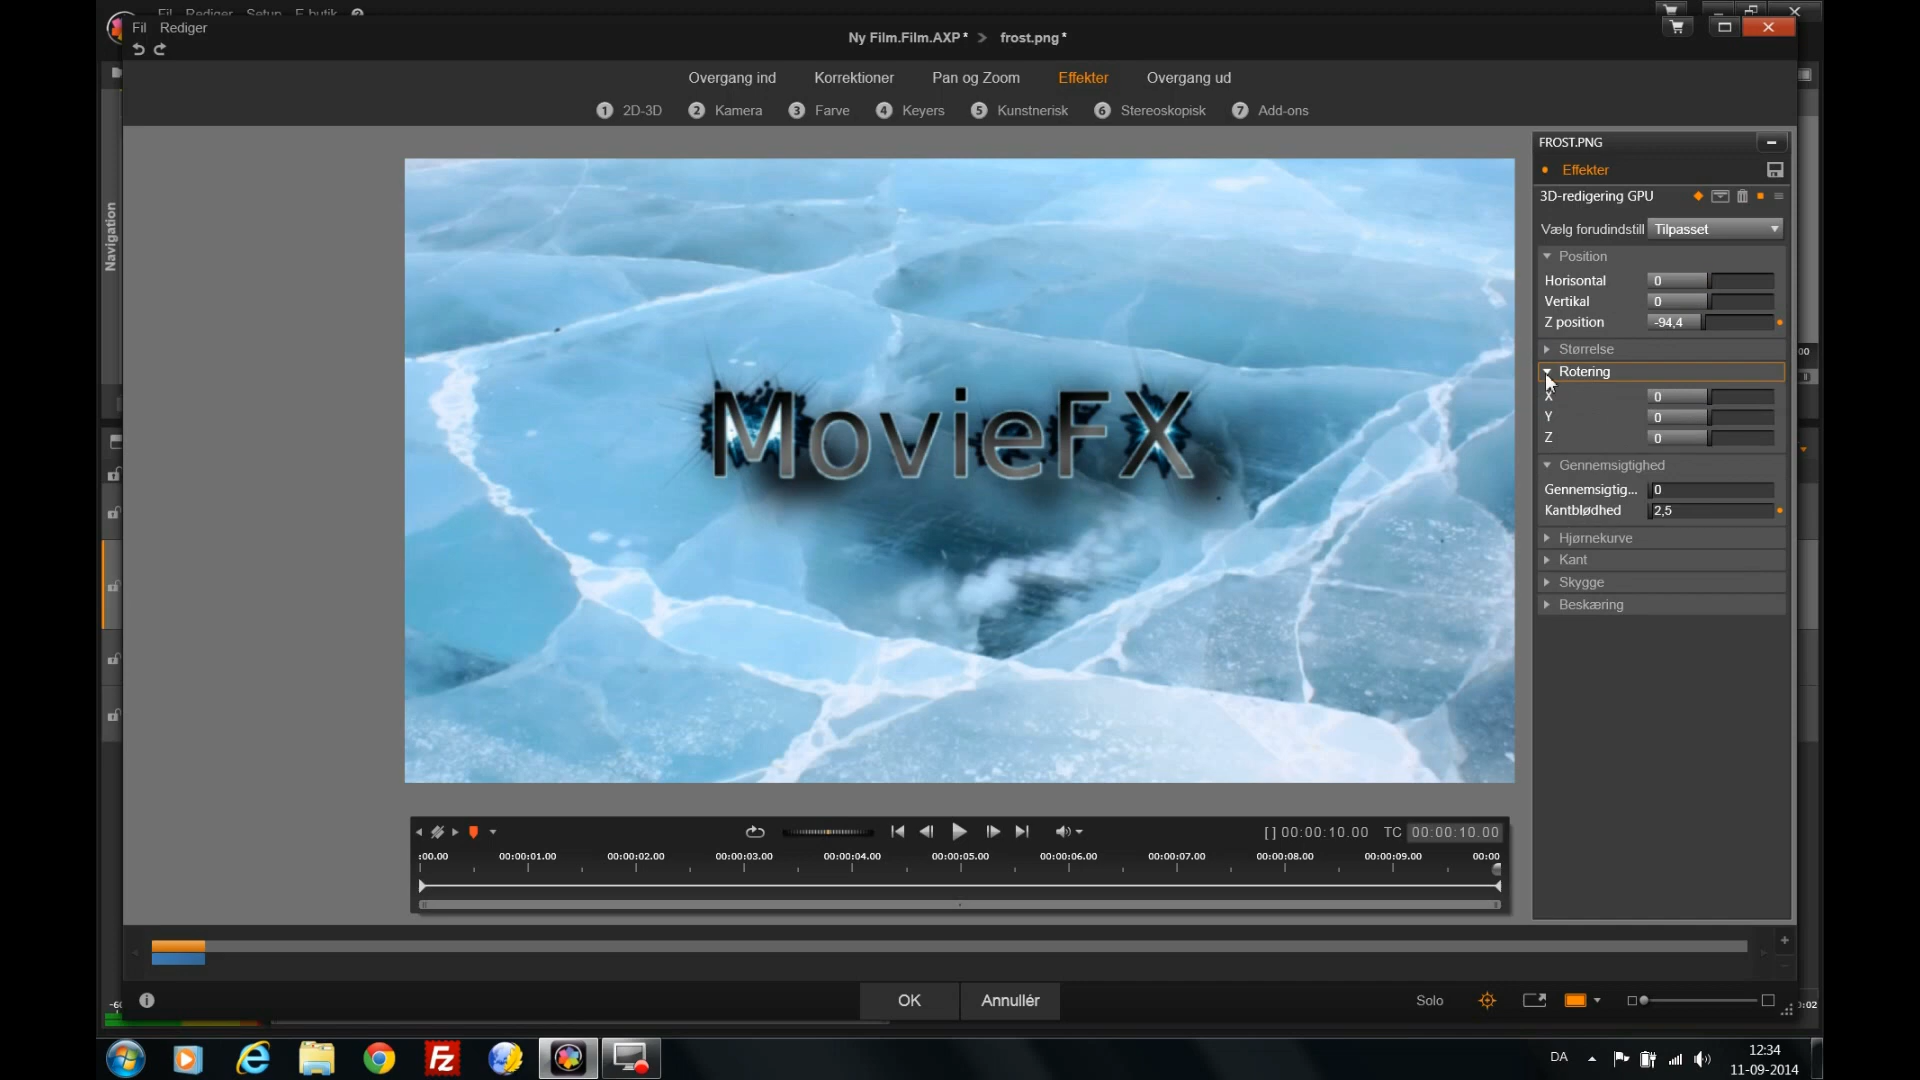 Fil Rediger Setup E-butik
Fil Rediger
Ny Film.Film.AXP* > frost.png*
Overgang ind Korrektioner Pan og Zoom Effekter Overgang ud
1 2D-3D 2 Kamera 3 Farve 4 Keyers 5 Kunstnerisk 6 Stereoskopisk 7 Add-ons
Navigation
FROST.PNG
Effekter
3D-redigering GPU
Vælg forudindstill Tilpasset
Position
Horisontal 0
Vertikal 0
Z position -94,4
Størrelse
Rotering
X 0
Y 0
Z 0
Gennemsigtighed
Gennemsigtig... 0
Kantblødhed 2,5
Hjørnekurve
Kant
Skygge
Beskæring
MovieFX
[ ] 00:00:10.00 TC 00:00:10.00
:00.00 00:00:01.00 00:00:02.00 00:00:03.00 00:00:04.00 00:00:05.00 00:00:06.00 00:00:07.00 00:00:08.00 00:00:09.00 00:00
-60
OK Annullér
Solo
:02
DA
12:34
11-09-2014